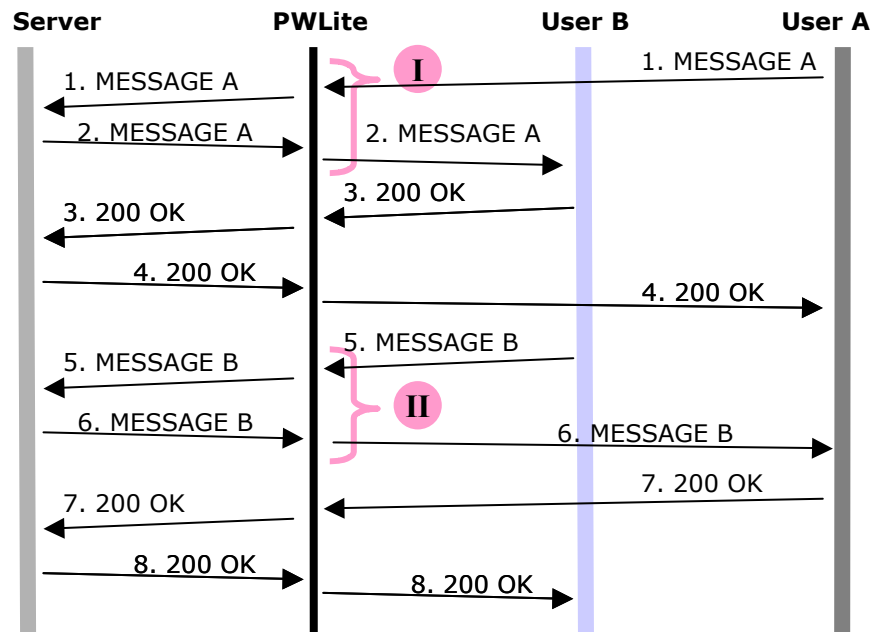 Server PWLite User B User A
I
1. MESSAGE A
1. MESSAGE A
2. MESSAGE A
2. MESSAGE A
3. 200 OK
3. 200 OK
4. 200 OK
4. 200 OK
5. MESSAGE B
5. MESSAGE B
II
6. MESSAGE B
6. MESSAGE B
7. 200 OK
7. 200 OK
8. 200 OK
8. 200 OK